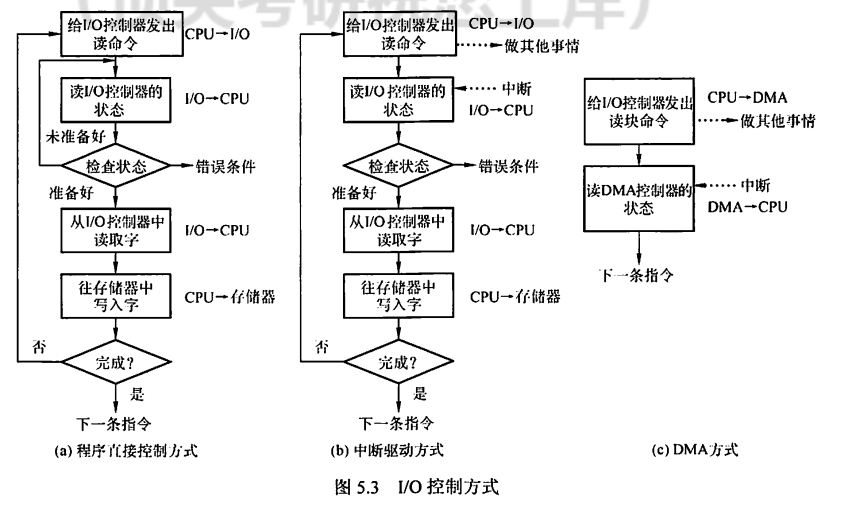 给I/O控制器发出
读命令
CPU→I/O
读I/O控制器的
状态
I/O→CPU
未准备好
检查状态
错误条件
准备好
从I/O控制器中
读取字
I/O→CPU
往存储器中
写入字
CPU→存储器
否
完成?
是
下一条指令
(a) 程序直接控制方式
给I/O控制器发出
读命令
CPU→I/O
做其他事情
读I/O控制器的
状态
中断
I/O→CPU
检查状态
错误条件
准备好
从I/O控制器中
读取字
I/O→CPU
往存储器中
写入字
CPU→存储器
否
完成?
是
下一条指令
(b) 中断驱动方式
给I/O控制器发出
读块命令
CPU→DMA
做其他事情
读DMA控制器的
状态
中断
DMA→CPU
下一条指令
(c) DMA方式
图 5.3 I/O 控制方式